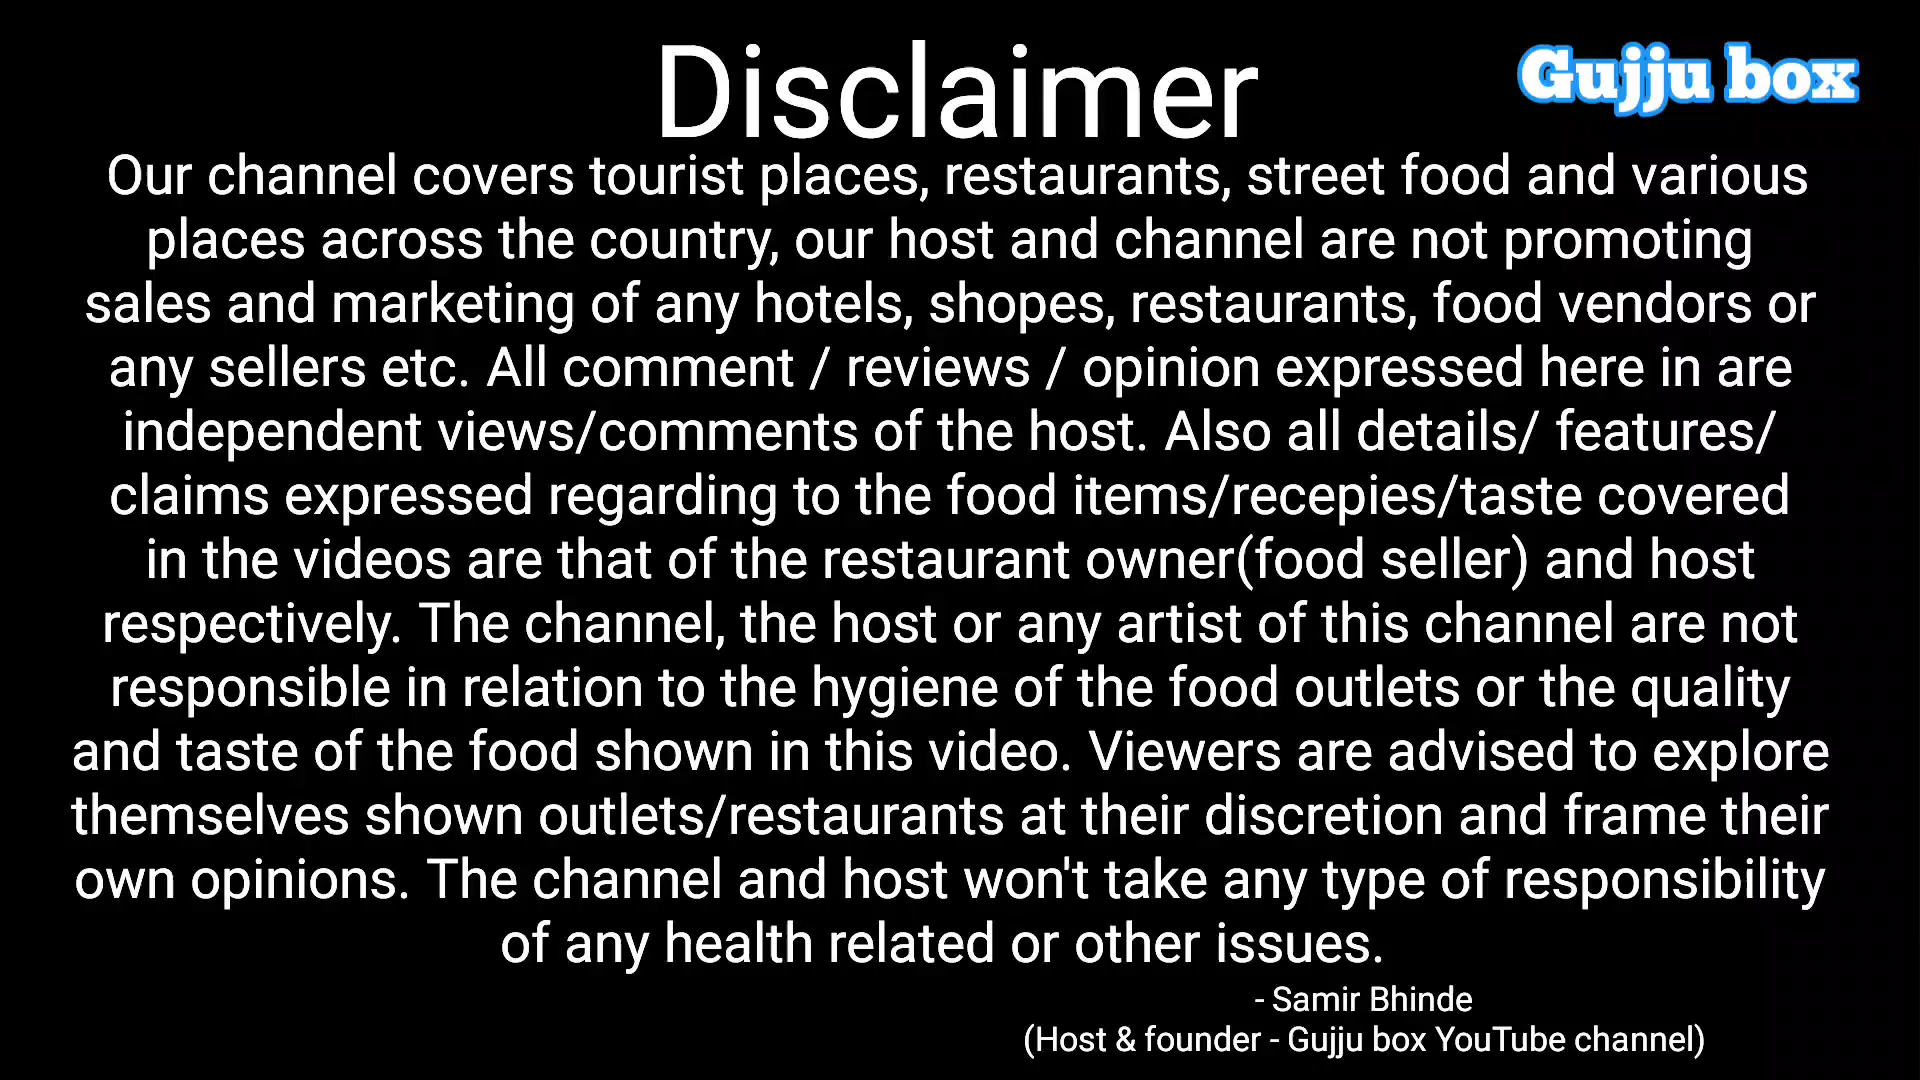 Disclaimer
Gujju box
Our channel covers tourist places, restaurants, street food and various
places across the country, our host and channel are not promoting
sales and marketing of any hotels, shopes, restaurants, food vendors or
any sellers etc. All comment / reviews / opinion expressed here in are
independent views/comments of the host. Also all details/ features/
claims expressed regarding to the food items/recepies/taste covered
in the videos are that of the restaurant owner(food seller) and host
respectively. The channel, the host or any artist of this channel are not
responsible in relation to the hygiene of the food outlets or the quality
and taste of the food shown in this video. Viewers are advised to explore
themselves shown outlets/restaurants at their discretion and frame their
own opinions. The channel and host won't take any type of responsibility
of any health related or other issues.
- Samir Bhinde
(Host & founder - Gujju box YouTube channel)